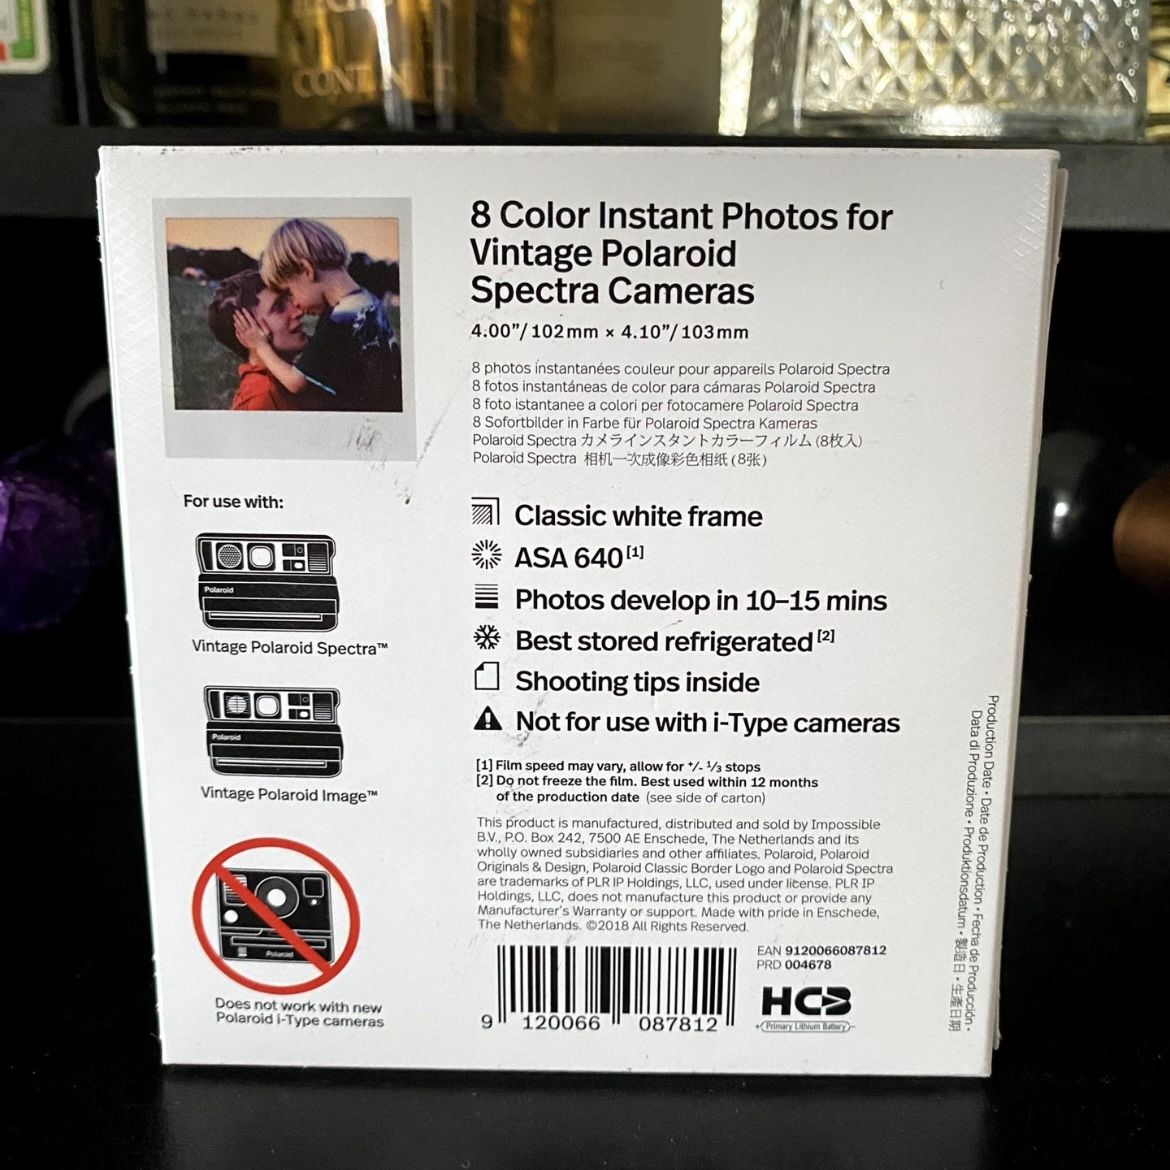 CONT
8 Color Instant Photos for
Vintage Polaroid
Spectra Cameras
4.00”/102mm × 4.10”/103mm
8 photos instantanées couleur pour appareils Polaroid Spectra
8 fotos instantáneas de color para cámaras Polaroid Spectra
8 foto istantanee a colori per fotocamere Polaroid Spectra
8 Sofortbilder in Farbe für Polaroid Spectra Kameras
Polaroid Spectra カメラインスタントカラーフィルム (8枚入)
Polaroid Spectra 相机一次成像彩色相纸 (8张)
For use with:
Polaroid
Vintage Polaroid Spectra™
Polaroid
Vintage Polaroid Image™
Polaroid
Does not work with new
Polaroid i-Type cameras
Classic white frame
ASA 640[1]
Photos develop in 10–15 mins
Best stored refrigerated[2]
Shooting tips inside
Not for use with i-Type cameras
[1] Film speed may vary, allow for +/- 1/3 stops
[2] Do not freeze the film. Best used within 12 months
of the production date (see side of carton)
This product is manufactured, distributed and sold by Impossible
B.V., P.O. Box 242, 7500 AE Enschede, The Netherlands and its
wholly owned subsidiaries and other affiliates, Polaroid, Polaroid
Originals & Design, Polaroid Classic Border Logo and Polaroid Spectra
are trademarks of PLR IP Holdings, LLC, used under license. PLR IP
Holdings, LLC, does not manufacture this product or provide any
Manufacturer’s Warranty or support. Made with pride in Enschede,
The Netherlands. ©2018 All Rights Reserved.
9 120066 087812
EAN 9120066087812
PRD 004678
HCB
Primary Lithium Battery
Production Date • Date de Production • Fecha de Producción •
Data di Produzione • Produktionsdatum • 製造日 • 生產日期